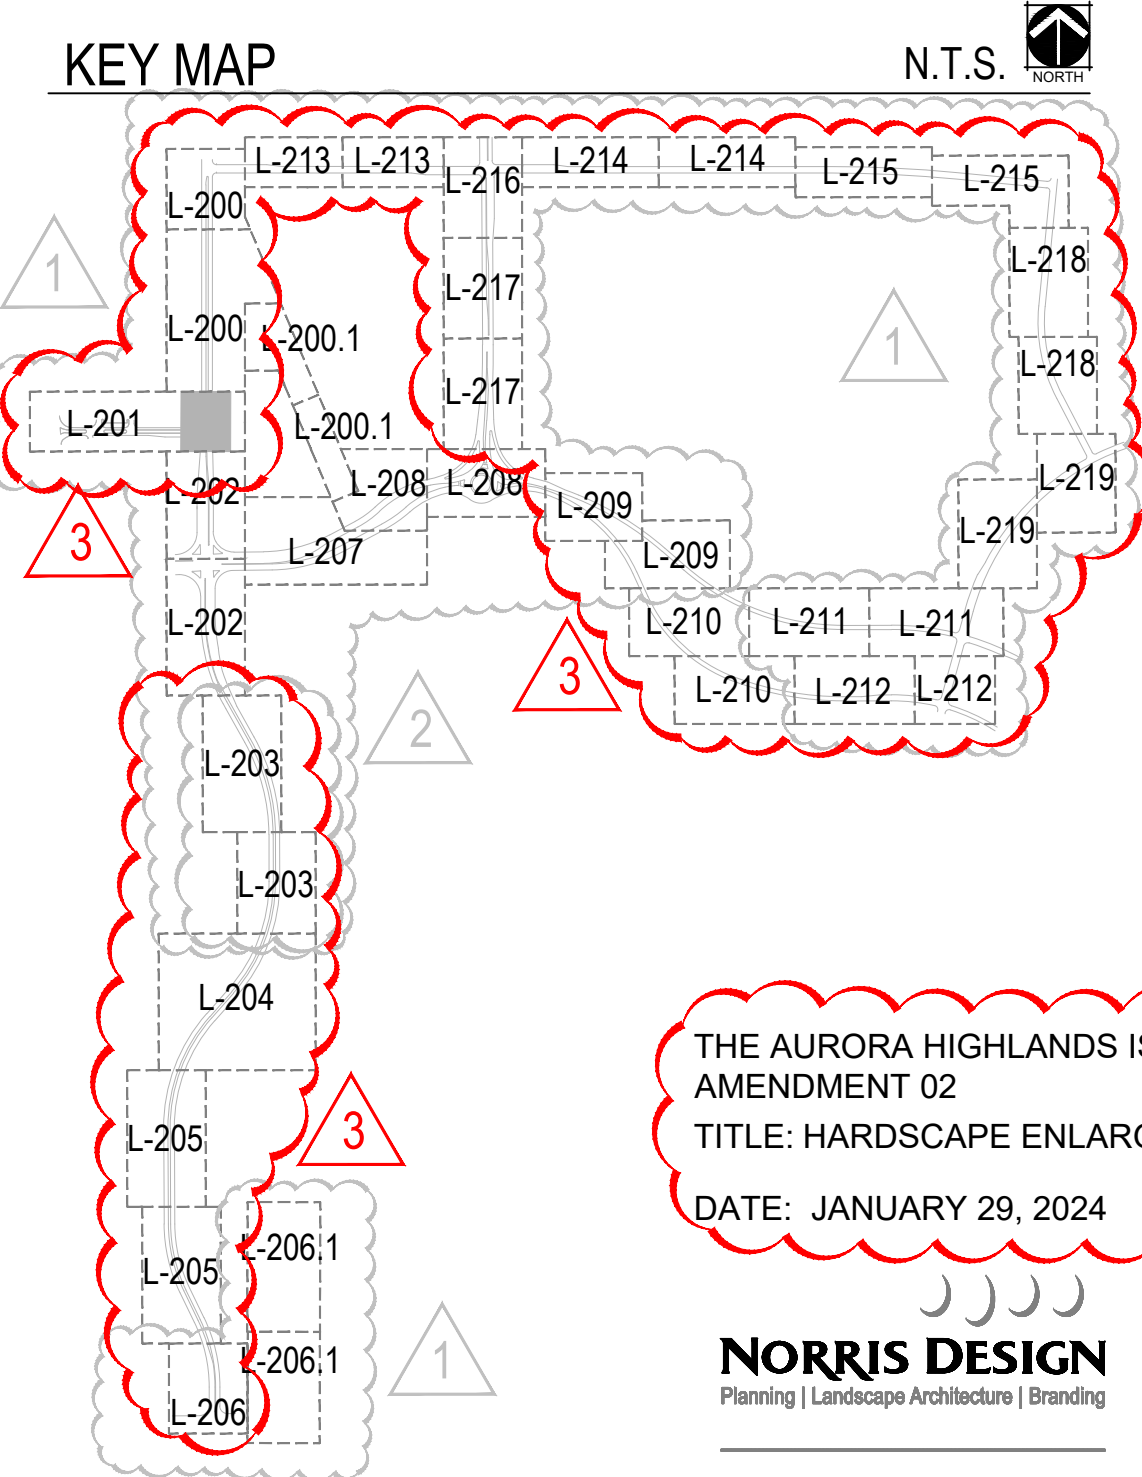 KEY MAP
N.T.S.
NORTH
L-213
L-213
L-216
L-214
L-214
L-215
L-215
L-200
1
L-218
L-217
L-200
L-200.1
1
L-218
L-217
L-201
L-200.1
L-202
L-208
L-208
L-209
L-219
3
L-207
L-209
L-219
L-202
L-210
L-211
L-211
3
L-210
L-212
L-212
2
L-203
L-203
L-204
3
L-205
L-206.1
L-205
1
L-206.1
L-206
THE AURORA HIGHLANDS
AMENDMENT 02
TITLE: HARDSCAPE
DATE: JANUARY 29, 2024
NORRIS DESIGN
Planning | Landscape Architecture | Branding